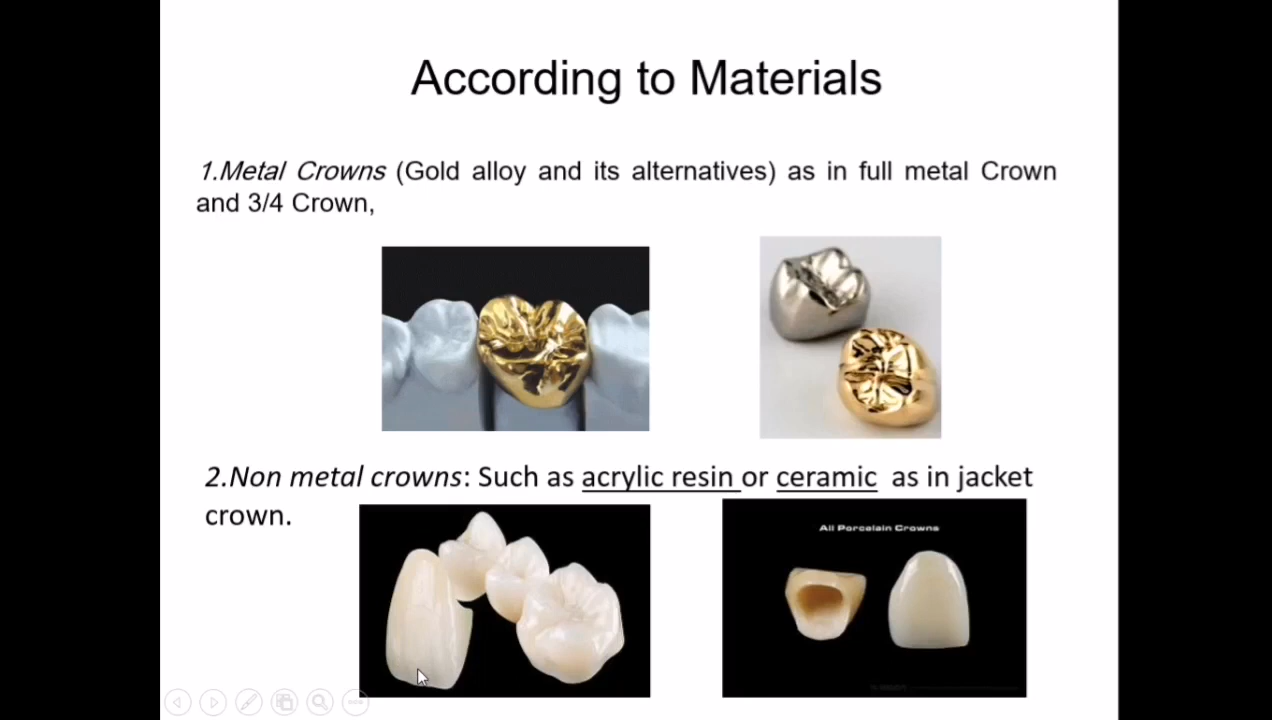 According to Materials
1.Metal Crowns (Gold alloy and its alternatives) as in full metal Crown
and 3/4 Crown,
2.Non metal crowns: Such as acrylic resin or ceramic as in jacket
crown.
All Porcelain Crowns